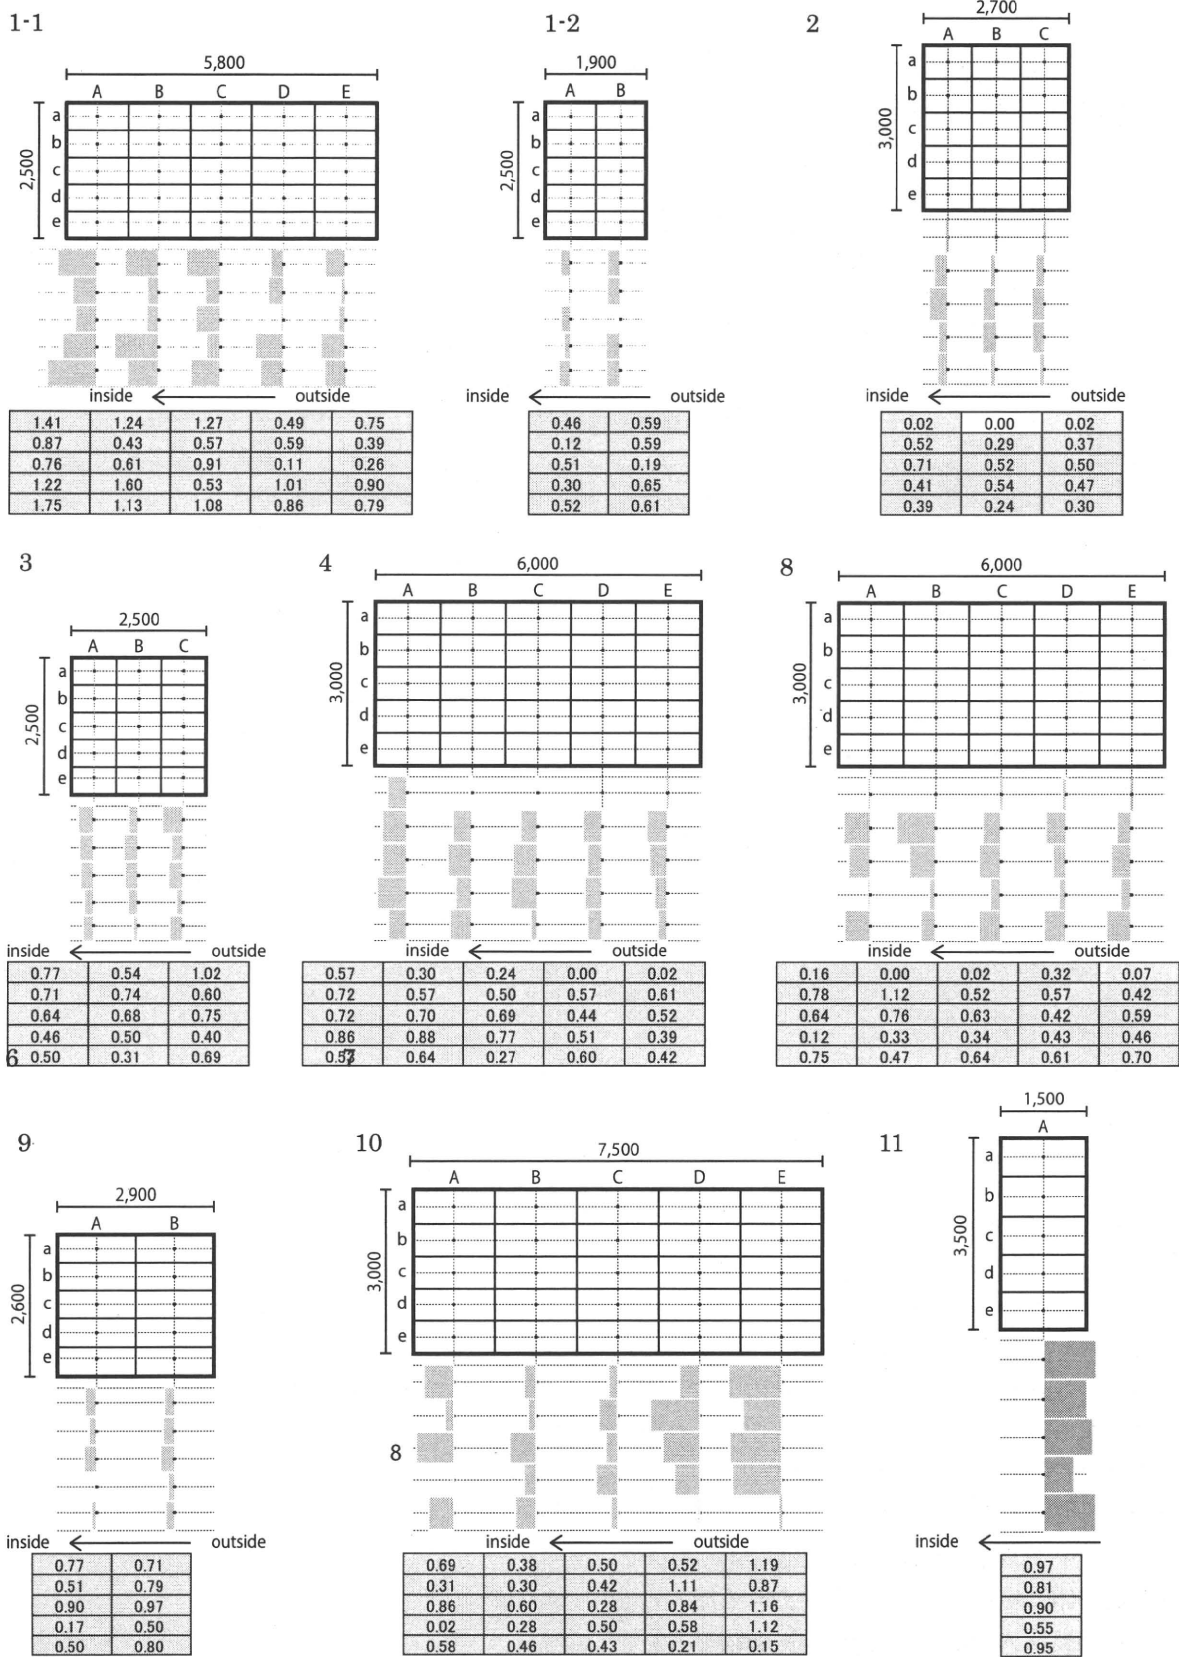 1-1
5,800
A B C D E
2,500
a
b
c
d
e
inside outside
1.41 1.24 1.27 0.49 0.75
0.87 0.43 0.57 0.59 0.39
0.76 0.61 0.91 0.11 0.26
1.22 1.60 0.53 1.01 0.90
1.75 1.13 1.08 0.86 0.79
1-2
1,900
A B
2,500
a
b
c
d
e
inside outside
0.46 0.59
0.12 0.59
0.51 0.19
0.30 0.65
0.52 0.61
2
2,700
A B C
3,000
a
b
c
d
e
inside outside
0.02 0.00 0.02
0.52 0.29 0.37
0.71 0.52 0.50
0.41 0.54 0.47
0.39 0.24 0.30
3
2,500
A B C
2,500
a
b
c
d
e
inside outside
0.77 0.54 1.02
0.71 0.74 0.60
0.64 0.68 0.75
0.46 0.50 0.40
0.50 0.31 0.69
6
4
6,000
A B C D E
3,000
a
b
c
d
e
inside outside
0.57 0.30 0.24 0.00 0.02
0.72 0.57 0.50 0.57 0.61
0.72 0.70 0.69 0.44 0.52
0.86 0.88 0.77 0.51 0.39
0.64 0.27 0.60 0.42
7
8
6,000
A B C D E
3,000
a
b
c
d
e
inside outside
0.16 0.00 0.02 0.32 0.07
0.78 1.12 0.52 0.57 0.42
0.64 0.76 0.63 0.42 0.59
0.12 0.33 0.34 0.43 0.46
0.75 0.47 0.64 0.61 0.70
9
2,900
A B
2,600
a
b
c
d
e
inside outside
0.77 0.71
0.51 0.79
0.90 0.97
0.17 0.50
0.50 0.80
10
7,500
A B C D E
3,000
a
b
c
d
e
8
inside outside
0.69 0.38 0.50 0.52 1.19
0.31 0.30 0.42 1.11 0.87
0.86 0.60 0.28 0.84 1.16
0.02 0.28 0.50 0.58 1.12
0.58 0.46 0.43 0.21 0.15
11
1,500
A
3,500
a
b
c
d
e
inside
0.97
0.81
0.90
0.55
0.95